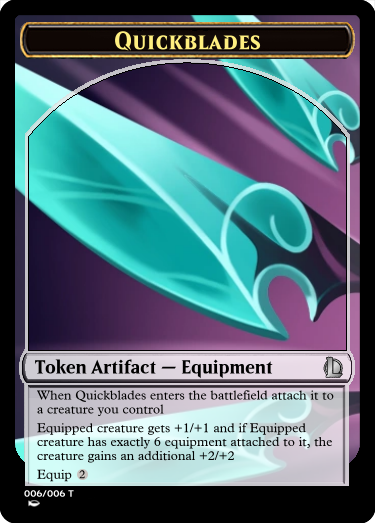 Quickblades
Token Artifact — Equipment
When Quickblades enters the battlefield attach it to
a creature you control
Equipped creature gets +1/+1 and if Equipped
creature has exactly 6 equipment attached to it, the
creature gains an additional +2/+2
Equip 2
006/006 T